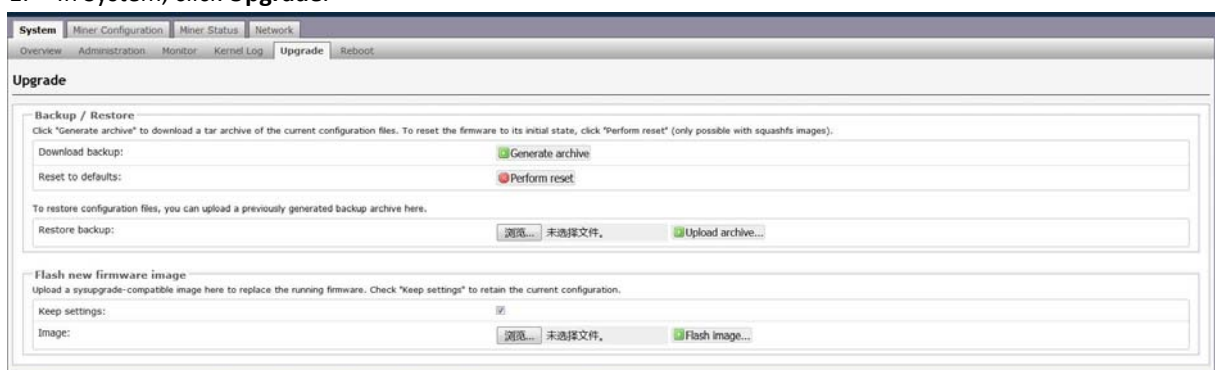 In System, click Upgrade.
System Miner Configuration Miner Status Network
Overview Administration Monitor Kernel Log Upgrade Reboot
Upgrade
Backup / Restore
Click "Generate archive" to download a tar archive of the current configuration files. To reset the firmware to its initial state, click "Perform reset" (only possible with squashfs images).
Download backup: Generate archive
Reset to defaults: Perform reset
To restore configuration files, you can upload a previously generated backup archive here.
Restore backup: 浏览... 未选择文件。 Upload archive...
Flash new firmware image
Upload a sysupgrade-compatible image here to replace the running firmware. Check "Keep settings" to retain the current configuration.
Keep settings:
Image: 浏览... 未选择文件。 Flash image...